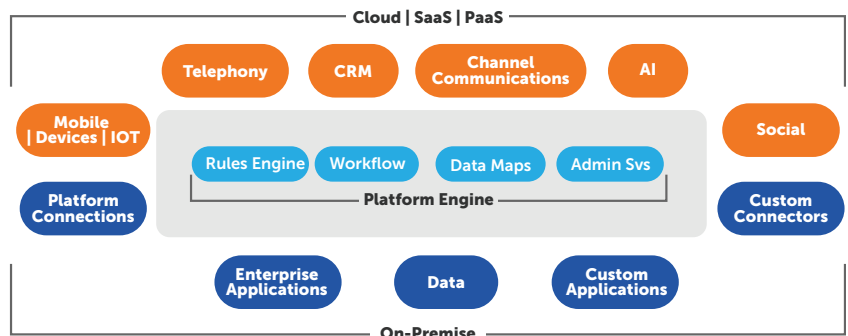 Cloud | SaaS | PaaS
Telephony
CRM
Channel
Communications
AI
Mobile
| Devices | IOT
Social
Rules Engine
Workflow
Data Maps
Admin Svs
Platform Engine
Platform
Connections
Custom
Connectors
Enterprise
Applications
Data
Custom
Applications
On-Premise